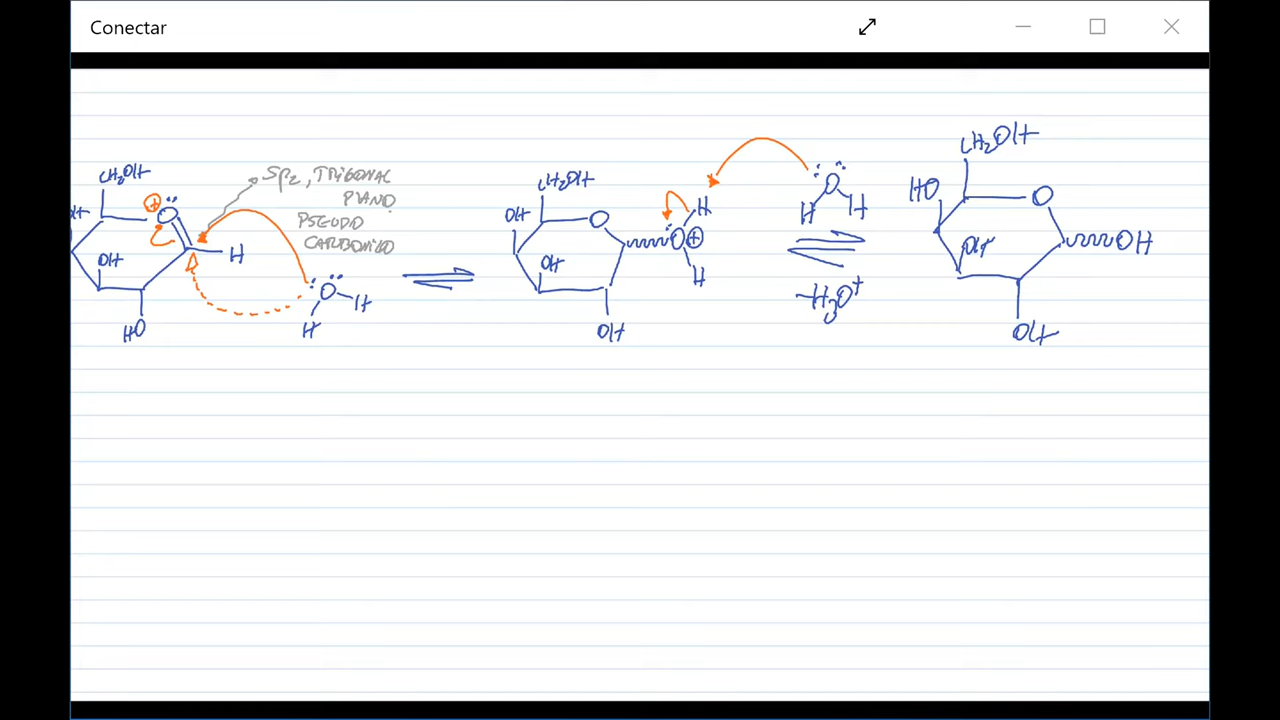 Conectar
CH2OH
⊕
O
OH
H
HO
SP2, TRIGONAL
PLANO
PSEUDO
CARBONILO
O
H
H
CH2OH
OH
O
OH
OH
H
O⊕
H
O
H
H
-H3O+
CH2OH
HO
O
OH
OH
OH